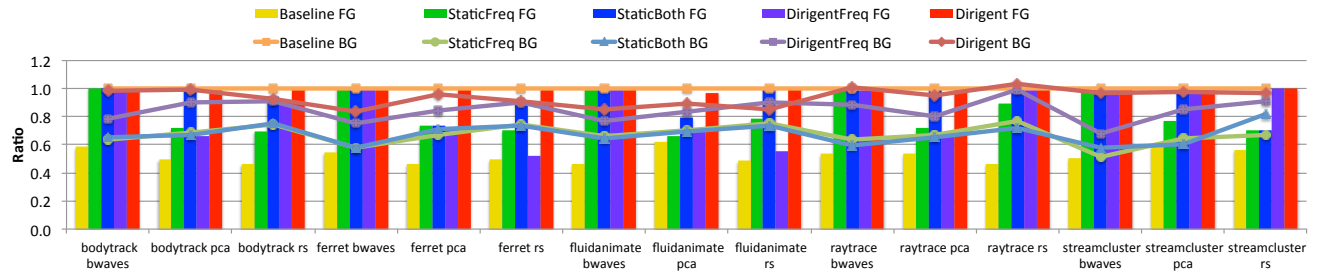 Baseline FG StaticFreq FG StaticBoth FG DirigentFreq FG Dirigent FG
Baseline BG StaticFreq BG StaticBoth BG DirigentFreq BG Dirigent BG
1.2
1.0
0.8
0.6
0.4
0.2
0.0
Ratio
bodytrack bodytrack pca bodytrack rs ferret bwaves ferret pca ferret rs fluidanimate fluidanimate fluidanimate raytrace raytrace pca raytrace rs streamcluster streamcluster streamcluster
bwaves bwaves pca rs bwaves bwaves pca rs